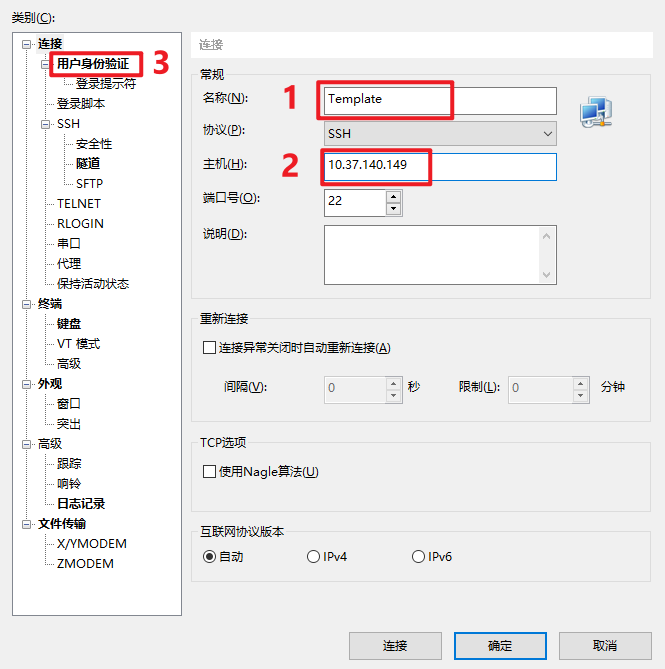 类别(C):
连接
用户身份验证
3
登录提示符
登录脚本
SSH
安全性
隧道
SFTP
TELNET
RLOGIN
串口
代理
保持活动状态
终端
键盘
VT 模式
高级
外观
窗口
突出
高级
跟踪
响铃
日志记录
文件传输
X/YMODEM
ZMODEM
连接
常规
名称(N):
1
Template
协议(P):
SSH
主机(H):
2
10.37.140.149
端口号(O):
22
说明(D):
重新连接
连接异常关闭时自动重新连接(A)
间隔(V):
0
秒
限制(L):
0
分钟
TCP选项
使用Nagle算法(U)
互联网协议版本
自动
IPv4
IPv6
连接
确定
取消